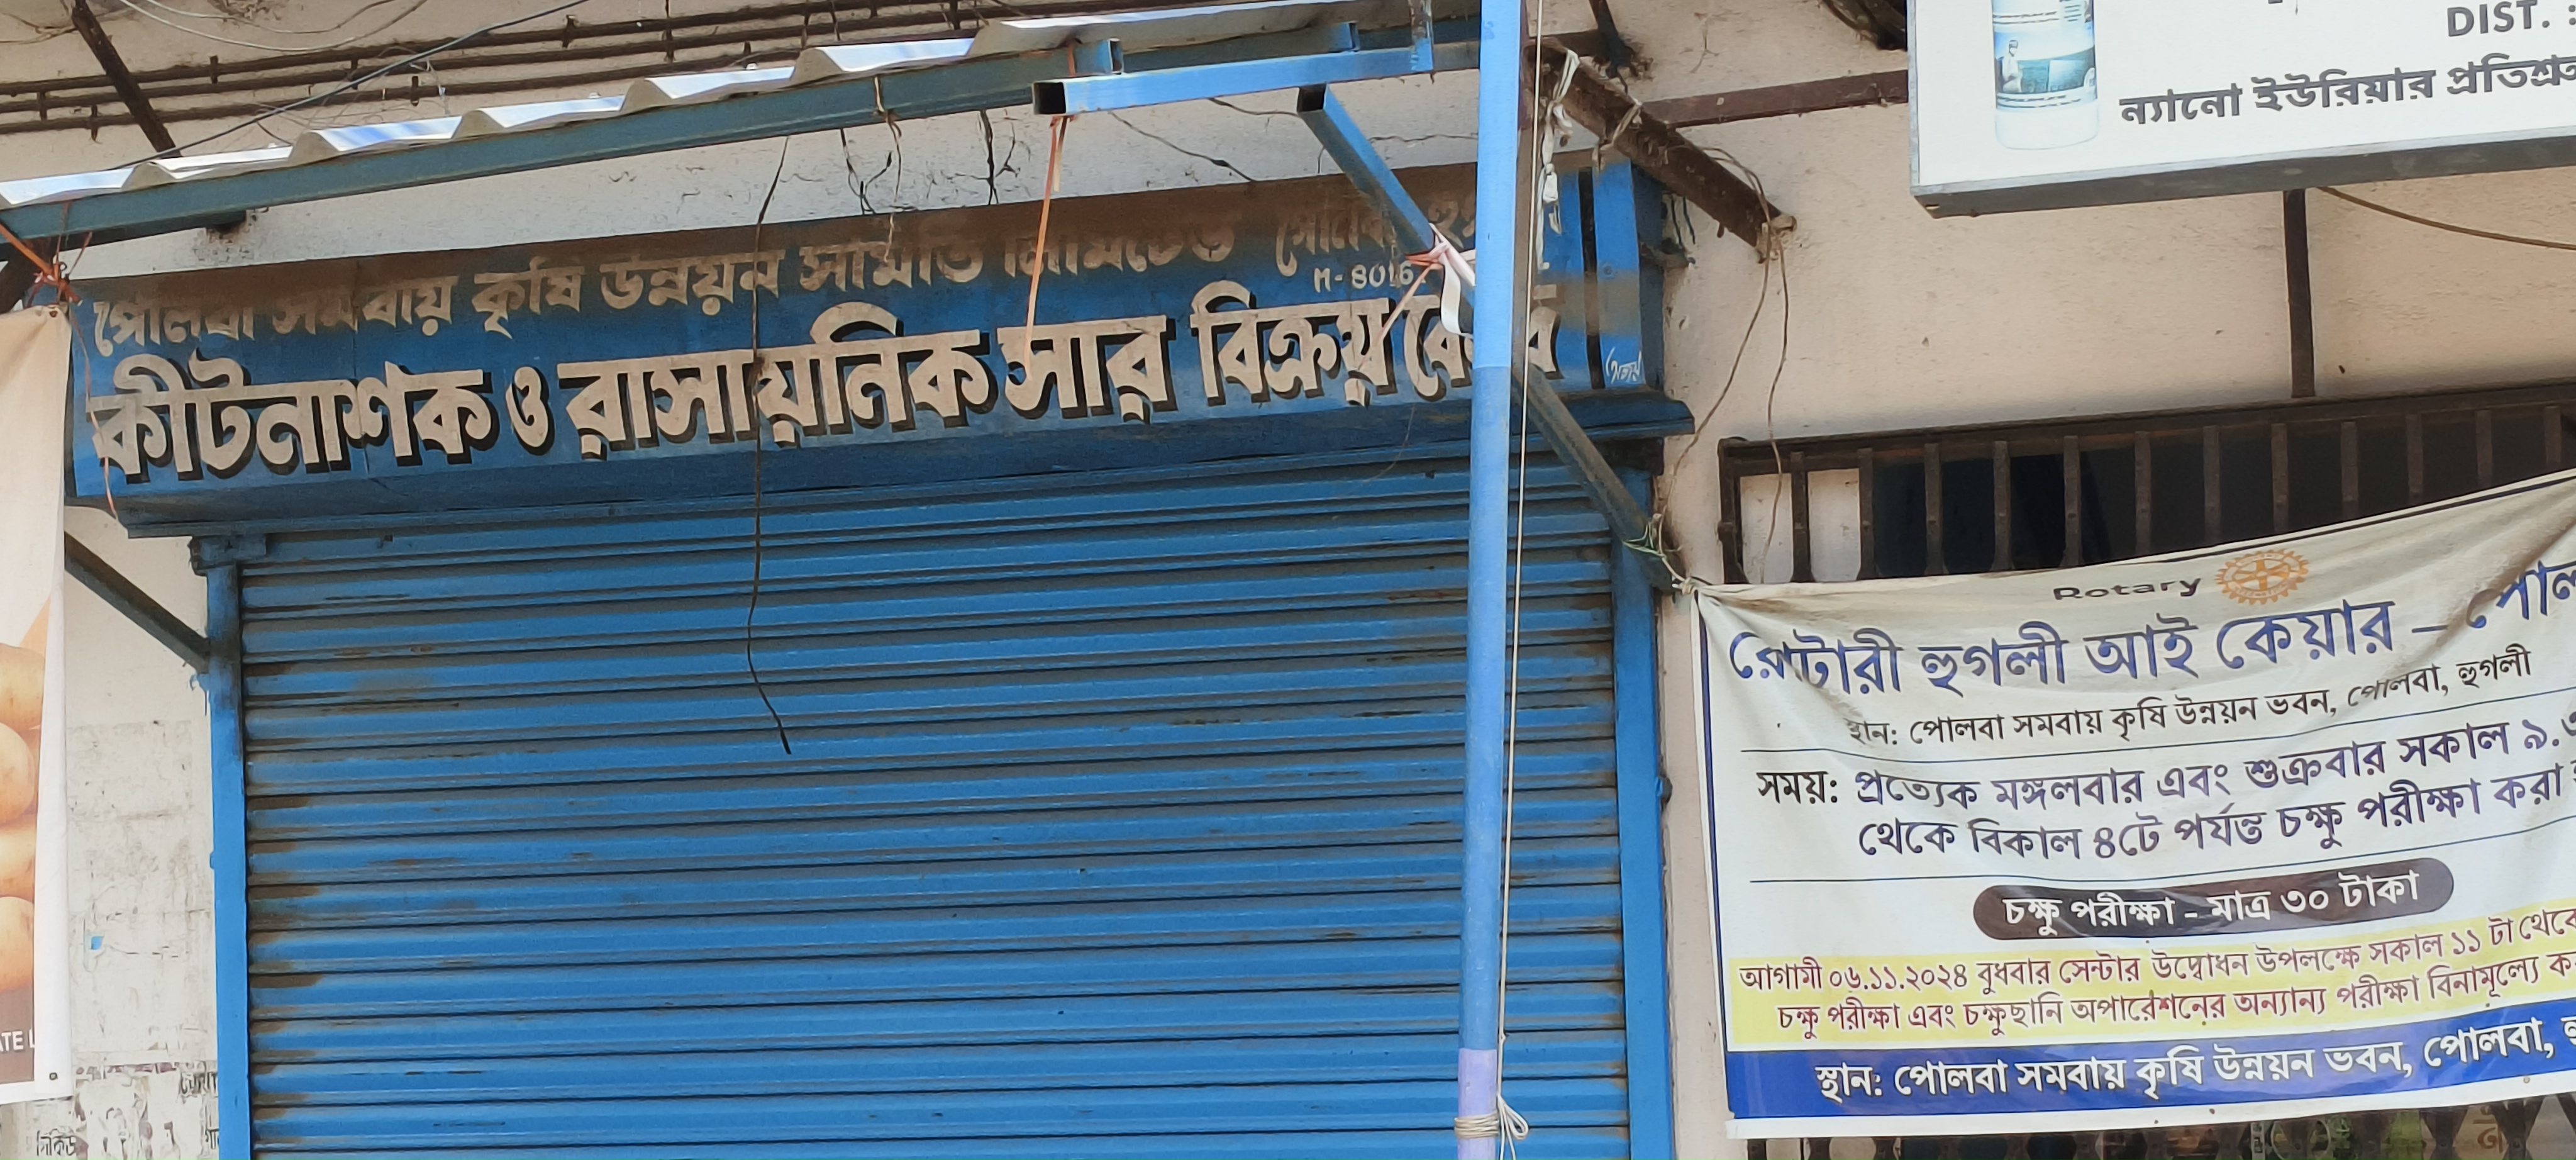 পোলবা সমবায় কৃষি উন্নয়ন সমিতি লিমিটেড
M-8016
কীটনাশক ও রাসায়নিক সার বিক্রয়
DIST. :
ন্যানো ইউরিয়ার
Rotary
রোটারী হুগলী আই কেয়ার –
স্থান: পোলবা সমবায় কৃষি উন্নয়ন ভবন, পোলবা, হুগলী
সময়: প্রত্যেক মঙ্গলবার এবং শুক্রবার সকাল ৯.
থেকে বিকাল ৪টে পর্যন্ত চক্ষু পরীক্ষা করা
চক্ষু পরীক্ষা - মাত্র ৩০ টাকা
আগামী ০৬.১১.২০২৪ বুধবার সেন্টার উদ্বোধন উপলক্ষে সকাল ১১ টা থেকে
চক্ষু পরীক্ষা এবং চক্ষুছানি অপারেশনের অন্যান্য পরীক্ষা বিনামূল্যে
স্থান: পোলবা সমবায় কৃষি উন্নয়ন ভবন, পোলবা,